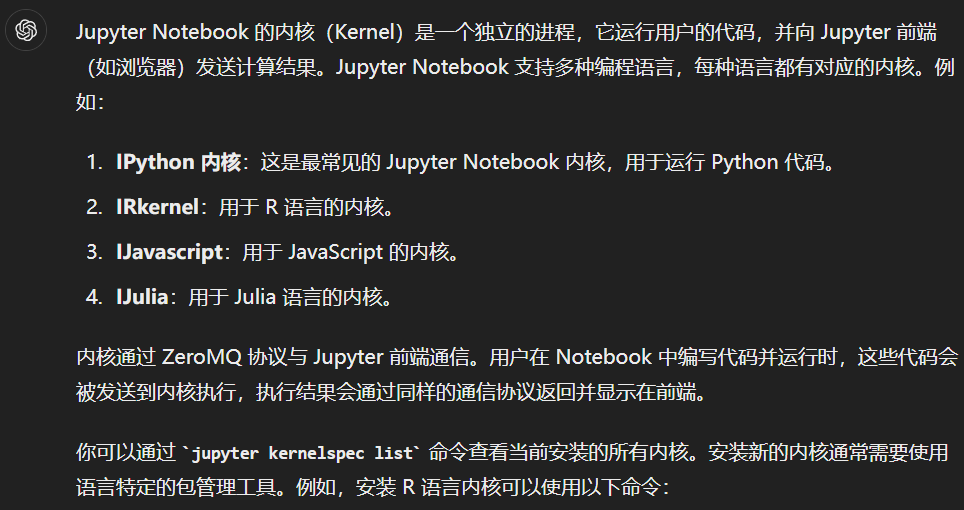 Jupyter Notebook 的内核（Kernel）是一个独立的进程，它运行用户的代码，并向 Jupyter 前端
（如浏览器）发送计算结果。Jupyter Notebook 支持多种编程语言，每种语言都有对应的内核。例
如：
1. IPython 内核：这是最常见的 Jupyter Notebook 内核，用于运行 Python 代码。
2. IRkernel：用于 R 语言的内核。
3. IJavascript：用于 JavaScript 的内核。
4. IJulia：用于 Julia 语言的内核。
内核通过 ZeroMQ 协议与 Jupyter 前端通信。用户在 Notebook 中编写代码并运行时，这些代码会
被发送到内核执行，执行结果会通过同样的通信协议返回并显示在前端。
你可以通过 `jupyter kernelspec list` 命令查看当前安装的所有内核。安装新的内核通常需要使用
语言特定的包管理工具。例如，安装 R 语言内核可以使用以下命令：